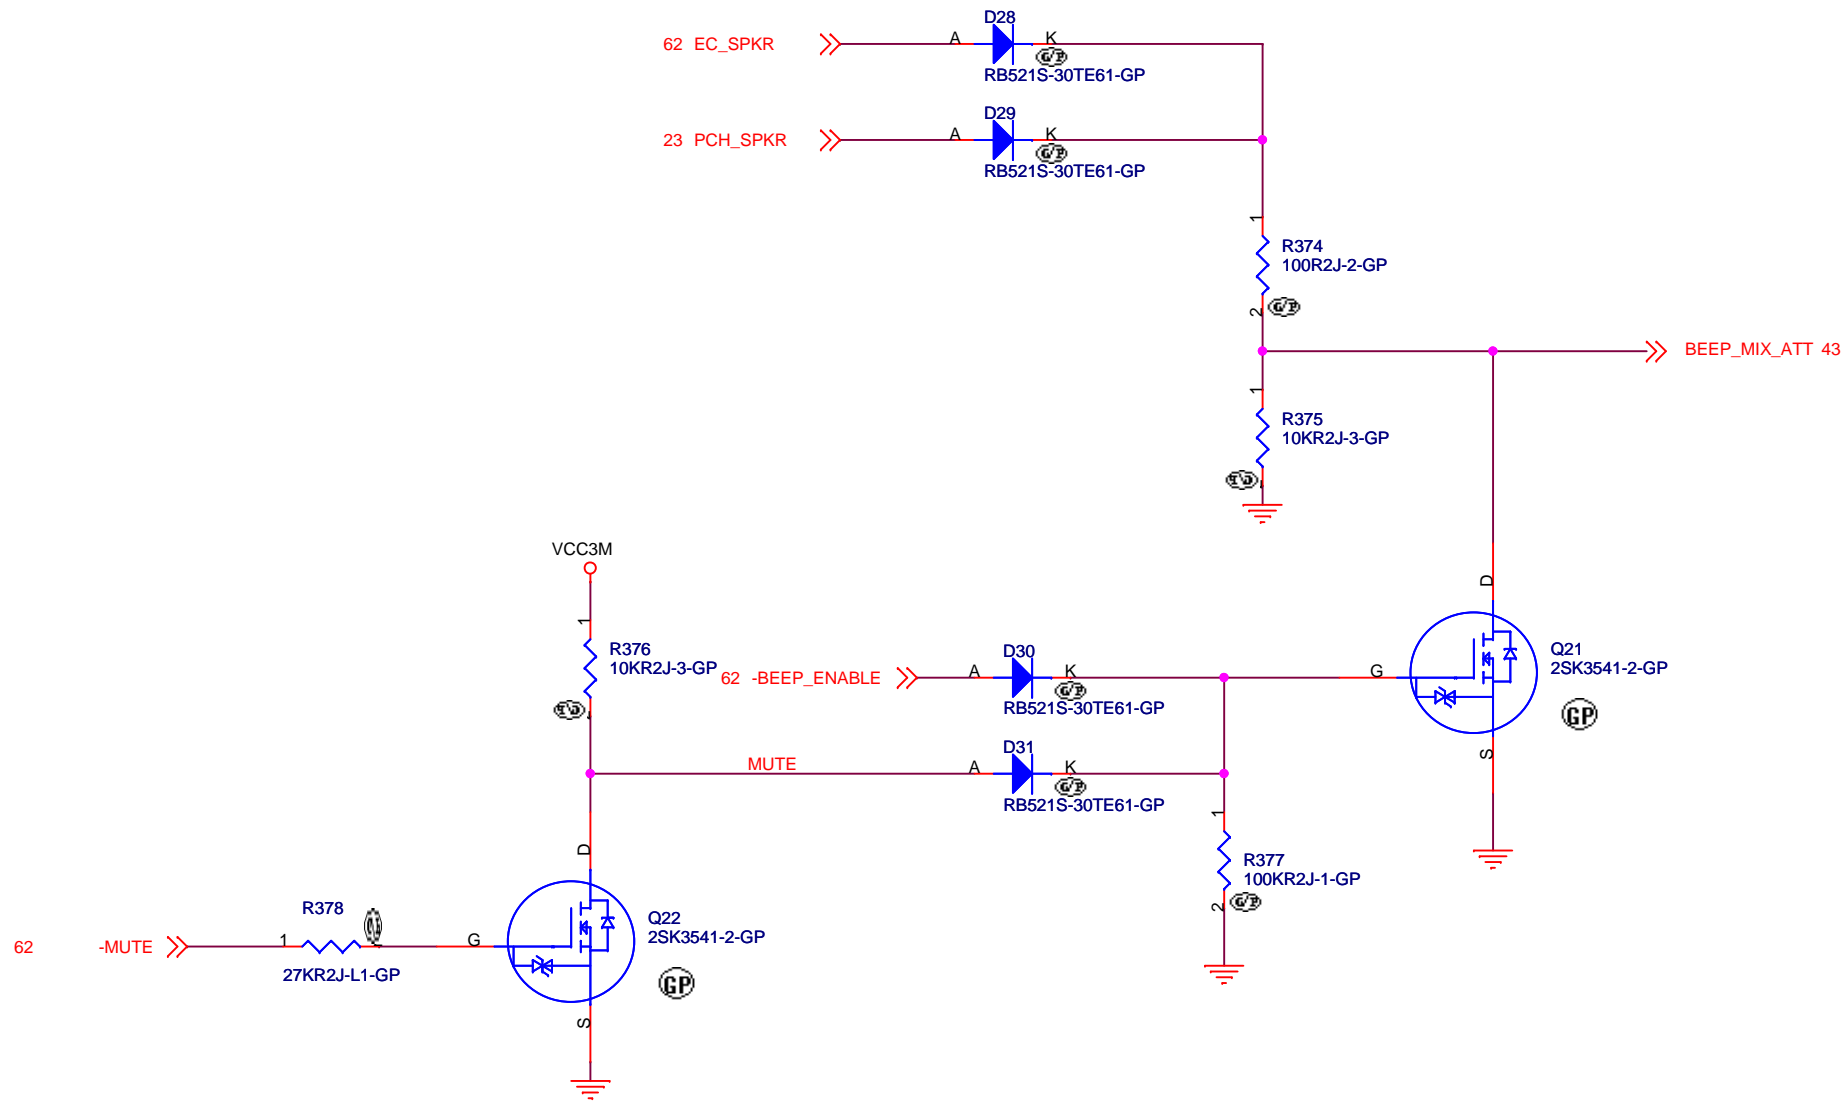 D28
62 EC_SPKR
A
K
G/P
RB521S-30TE61-GP
D29
23 PCH_SPKR
A
K
G/P
RB521S-30TE61-GP
1
R374
100R2J-2-GP
2
G/P
BEEP_MIX_ATT 43
1
R375
10KR2J-3-GP
G/P
VCC3M
1
R376
10KR2J-3-GP
G/P
62 -BEEP_ENABLE
D30
A
K
G/P
RB521S-30TE61-GP
D
G
S
Q21
2SK3541-2-GP
GP
MUTE
D31
A
K
G/P
RB521S-30TE61-GP
1
R377
100KR2J-1-GP
2
G/P
D
R378
62 -MUTE
1
27KR2J-L1-GP
G
Q22
2SK3541-2-GP
GP
S